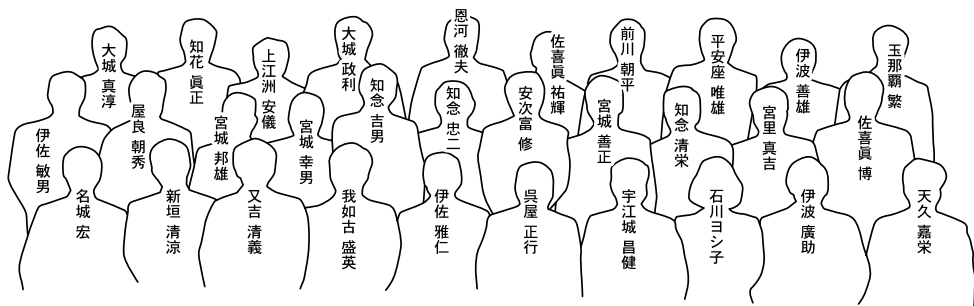 大城 真淳
知花 眞正
上江洲 安儀
大城 政利
恩河 徹夫
佐喜眞 祐輝
前川 朝平
平安座 唯雄
伊波 善雄
玉那覇 繁
伊佐 敏男
屋良 朝秀
宮城 邦雄
宮城 幸男
知念 吉男
知念 忠二
安次富 修
宮城 善正
知念 清栄
宮里 真吉
佐喜眞 博
名城 宏
新垣 清涼
又吉 清義
我如古 盛英
伊佐 雅仁
呉屋 正行
宇江城 昌健
石川 ヨシ子
伊波 廣助
天久 嘉栄